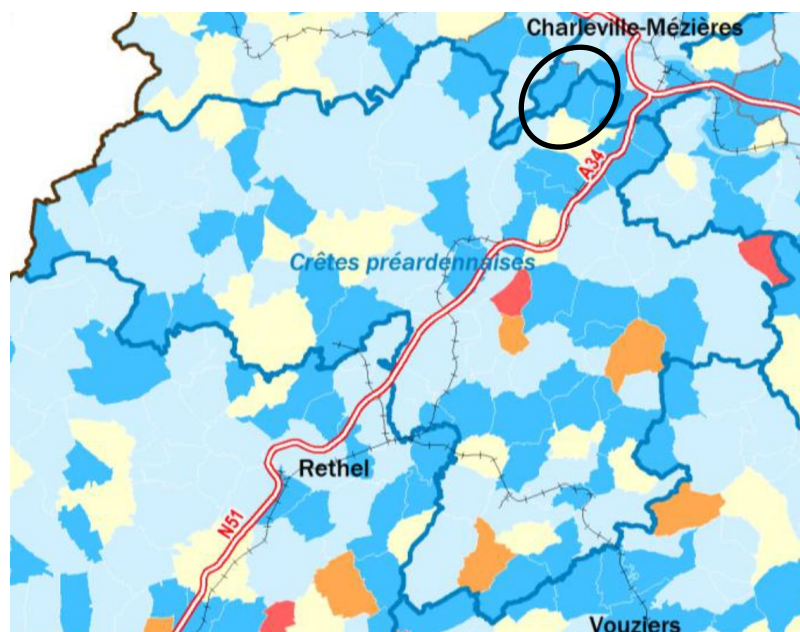 Charleville-Mézières
A34
Crêtes préardennaises
Rethel
N51
Vouziers